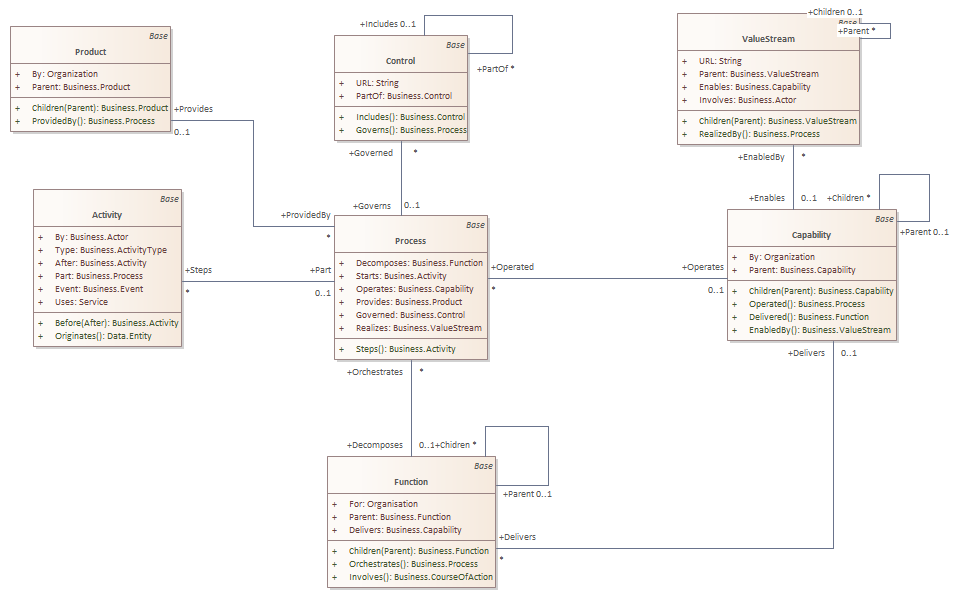 Base
Product
+ By: Organization
+ Parent: Business.Product
+ Children(Parent): Business.Product
+ ProvidedBy(): Business.Process
+Provides
0..1
+Includes 0..1
Base
Control
+ URL: String
+ PartOf: Business.Control
+ Includes(): Business.Control
+ Governs(): Business.Process
+PartOf *
+Governed *
+Governs 0..1
+Children 0..1
Base
+Parent *
ValueStream
+ URL: String
+ Parent: Business.ValueStream
+ Enables: Business.Capability
+ Involves: Business.Actor
+ Children(Parent): Business.ValueStream
+ RealizedBy(): Business.Process
+EnabledBy *
+Enables 0..1
+Children *
+Parent 0..1
Base
Activity
+ By: Business.Actor
+ Type: Business.ActivityType
+ After: Business.Activity
+ Part: Business.Process
+ Event: Business.Event
+ Uses: Service
+ Before(After): Business.Activity
+ Originates(): Data.Entity
+Steps
*
+ProvidedBy
*
+Part
0..1
Base
Process
+ Decomposes: Business.Function
+ Starts: Busines.Activity
+ Operates: Business.Capability
+ Provides: Business.Product
+ Governed: Business.Control
+ Realizes: Business.ValueStream
+ Steps(): Business.Activity
+Operated
*
+Operates
0..1
Base
Capability
+ By: Organization
+ Parent: Business.Capability
+ Children(Parent): Business.Capability
+ Operated(): Business.Process
+ Delivered(): Business.Function
+ EnabledBy(): Business.ValueStream
+Delivers 0..1
+Orchestrates *
+Decomposes 0..1
+Chidren *
+Parent 0..1
Base
Function
+ For: Organisation
+ Parent: Business.Function
+ Delivers: Business.Capability
+ Children(Parent): Business.Function
+ Orchestrates(): Business.Process
+ Involves(): Business.CourseOfAction
+Delivers
*